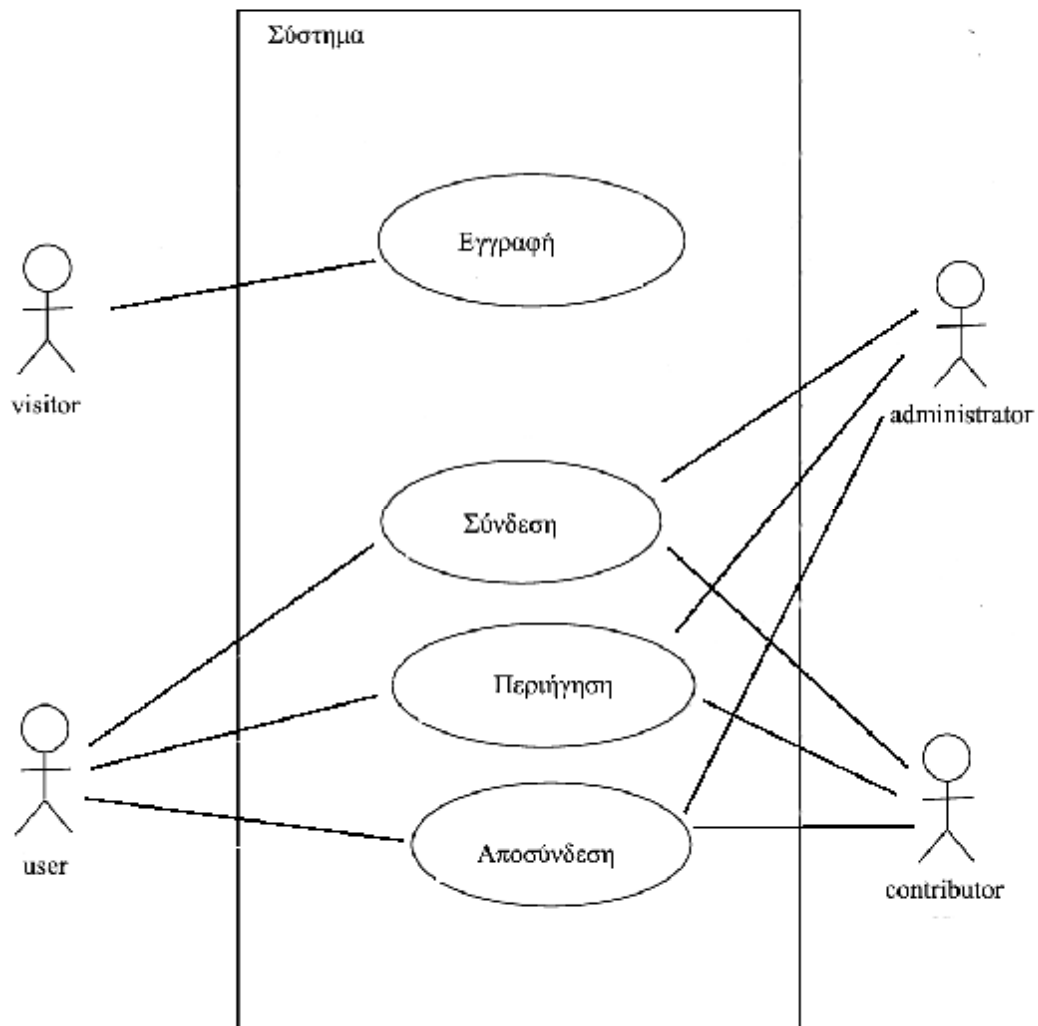 Σύστημα
Εγγραφή
visitor
administrator
Σύνδεση
Περιήγηση
user
Αποσύνδεση
contributor